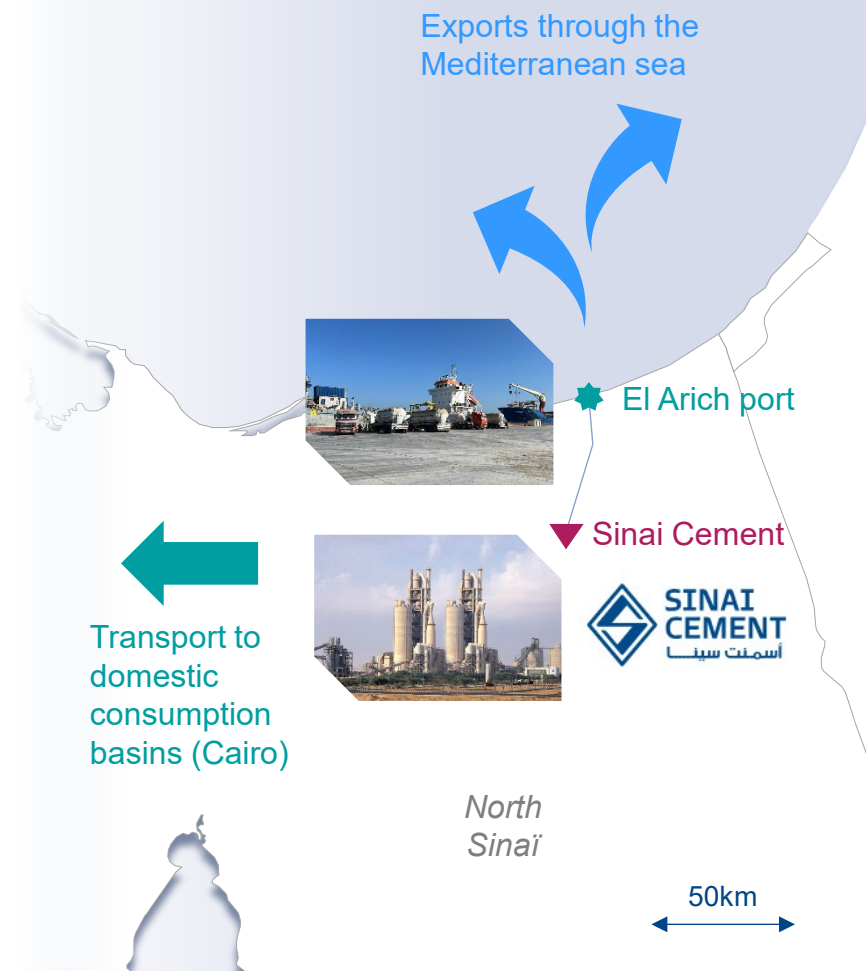 Exports through the
Mediterranean sea
El Arich port
Sinai Cement
SINAI
CEMENT
أسمنت سينـــا
Transport to
domestic
consumption
basins (Cairo)
North
Sinaï
50km